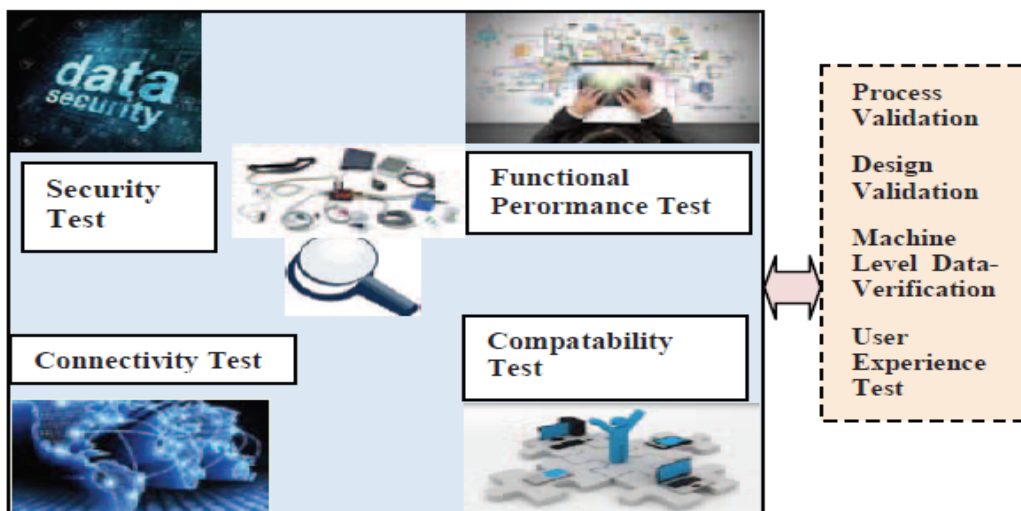 data
security
Security
Test
Functional
Perormance Test
Connectivity Test
Compatability
Test
Process
Validation
Design
Validation
Machine
Level Data-
Verification
User
Experience
Test